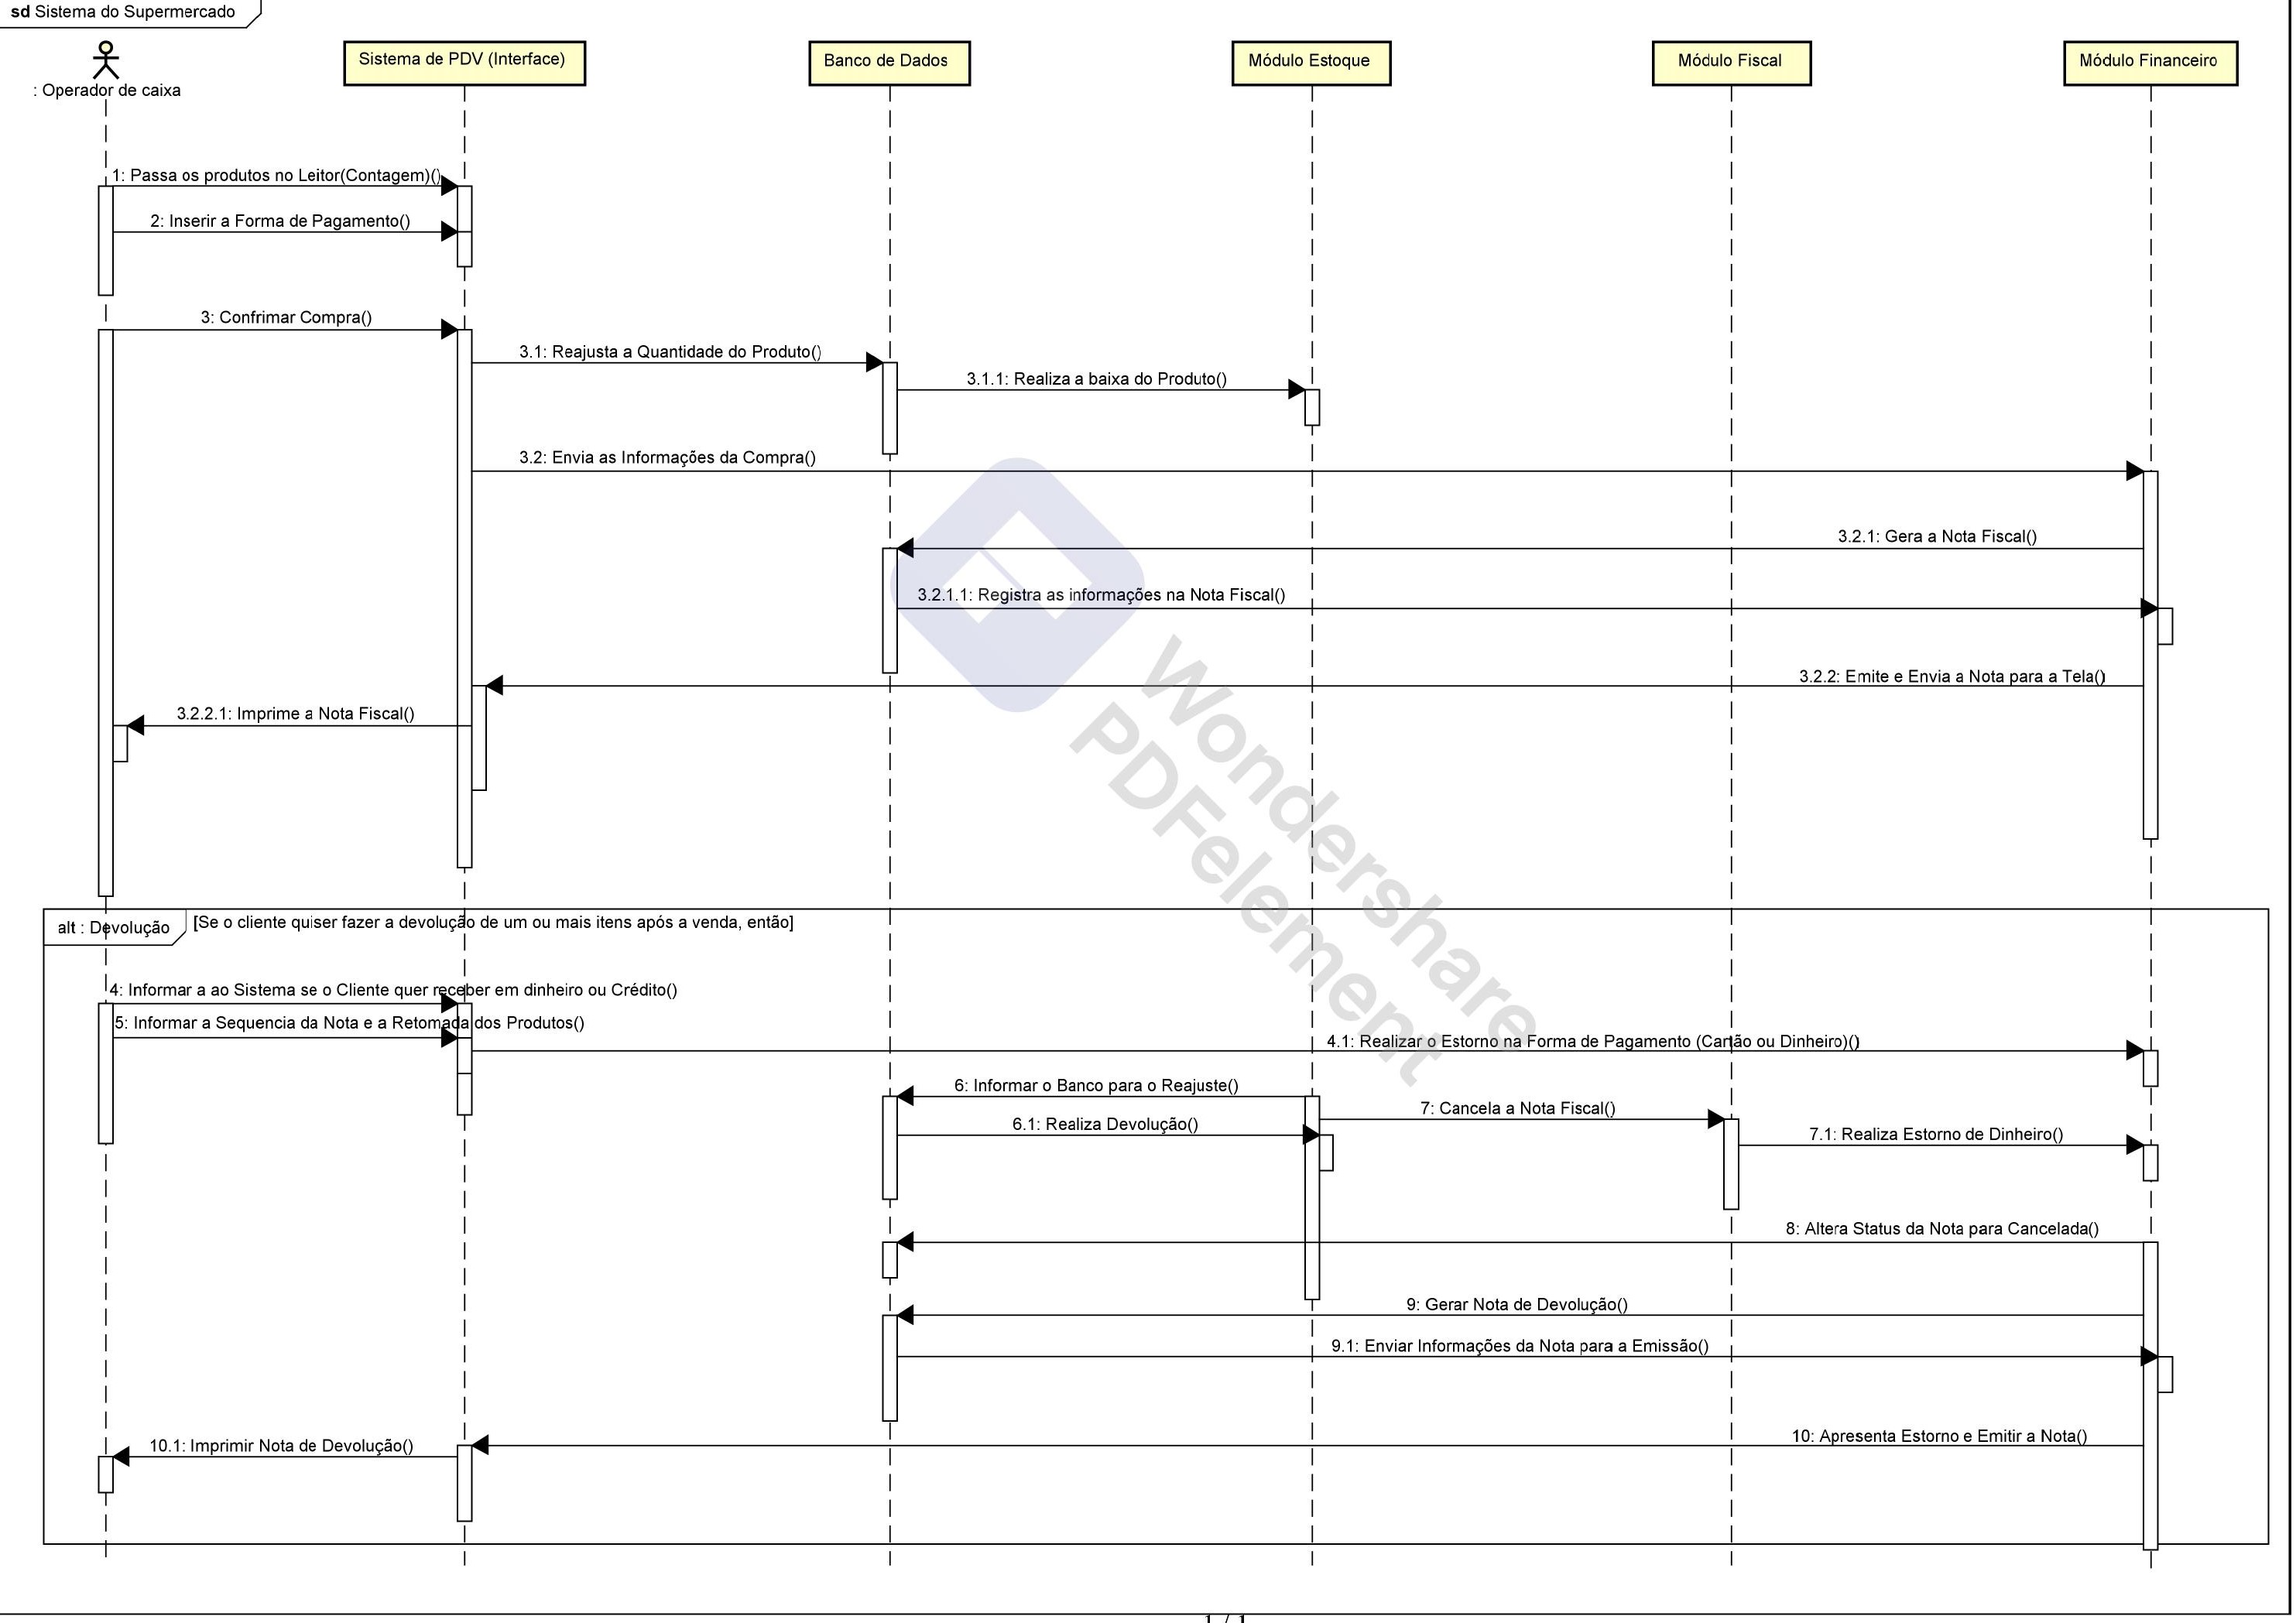 sd Sistema do Supermercado
: Operador de caixa
Sistema de PDV (Interface)
Banco de Dados
Módulo Estoque
Módulo Fiscal
Módulo Financeiro
1: Passa os produtos no Leitor(Contagem)()
2: Inserir a Forma de Pagamento()
3: Confrimar Compra()
3.1: Reajusta a Quantidade do Produto()
3.1.1: Realiza a baixa do Produto()
3.2: Envia as Informações da Compra()
3.2.1: Gera a Nota Fiscal()
3.2.1.1: Registra as informações na Nota Fiscal()
3.2.2: Emite e Envia a Nota para a Tela()
3.2.2.1: Imprime a Nota Fiscal()
Wondershare
PDFelement
alt : Devolução
[Se o cliente quiser fazer a devolução de um ou mais itens após a venda, então]
4: Informar a ao Sistema se o Cliente quer receber em dinheiro ou Crédito()
5: Informar a Sequencia da Nota e a Retomada dos Produtos()
4.1: Realizar o Estorno na Forma de Pagamento (Cartão ou Dinheiro)()
6: Informar o Banco para o Reajuste()
7: Cancela a Nota Fiscal()
6.1: Realiza Devolução()
7.1: Realiza Estorno de Dinheiro()
8: Altera Status da Nota para Cancelada()
9: Gerar Nota de Devolução()
9.1: Enviar Informações da Nota para a Emissão()
10: Apresenta Estorno e Emitir a Nota()
10.1: Imprimir Nota de Devolução()
1 / 1